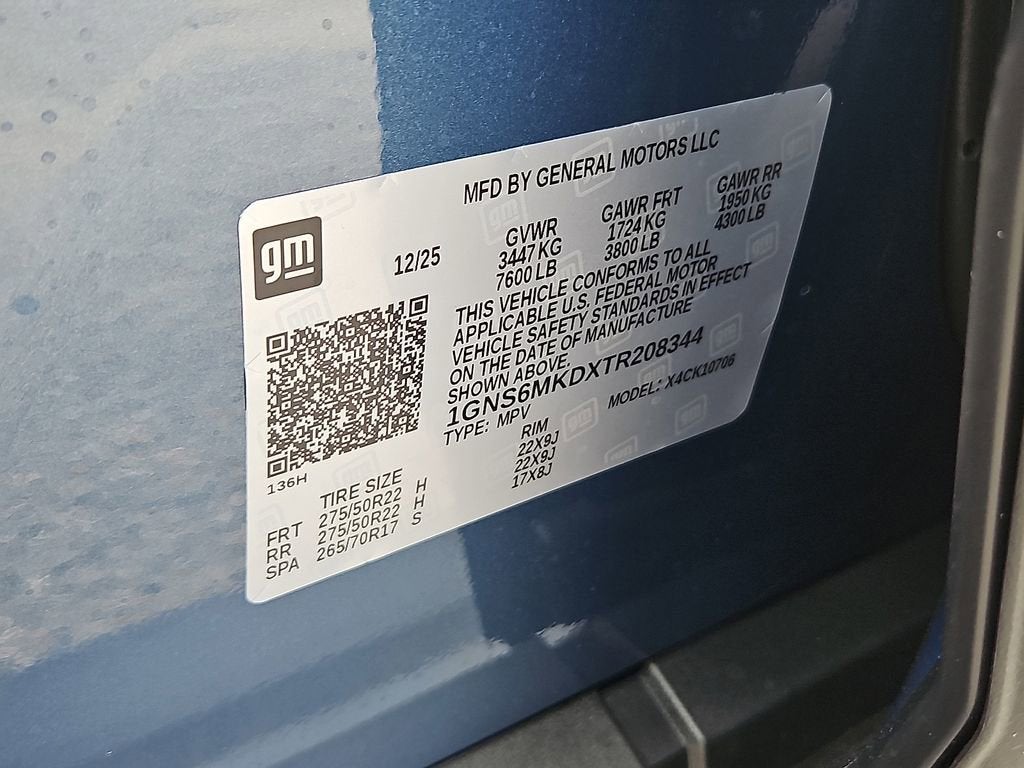 MFD BY GENERAL MOTORS LLC
gm
12/25
GVWR
3447 KG
7600 LB
GAWR FRT
1724 KG
3800 LB
GAWR RR
1950 KG
4300 LB
THIS VEHICLE CONFORMS TO ALL
APPLICABLE U.S. FEDERAL MOTOR
VEHICLE SAFETY STANDARDS IN EFFECT
ON THE DATE OF MANUFACTURE
SHOWN ABOVE.
1GNS6MKDXTR208344
TYPE: MPV
MODEL: X4CK10706
136H
TIRE SIZE
RIM
FRT 275/50R22 H 22X9J
RR 275/50R22 H 22X9J
SPA 265/70R17 S 17X8J